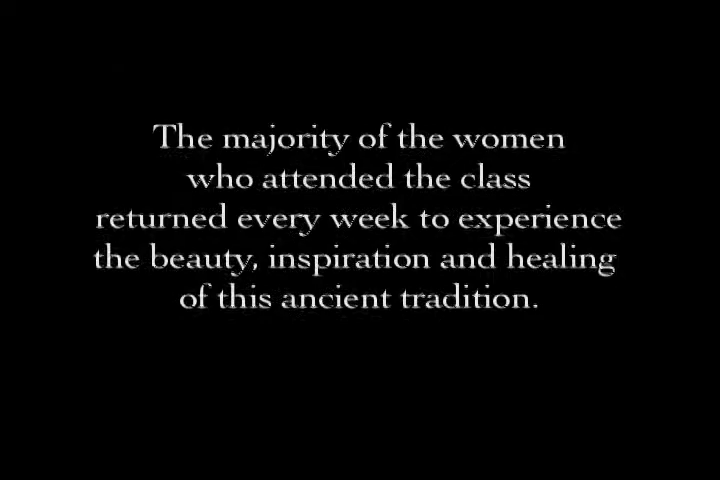 The majority of the women
who attended the class
returned every week to experience
the beauty, inspiration and healing
of this ancient tradition.